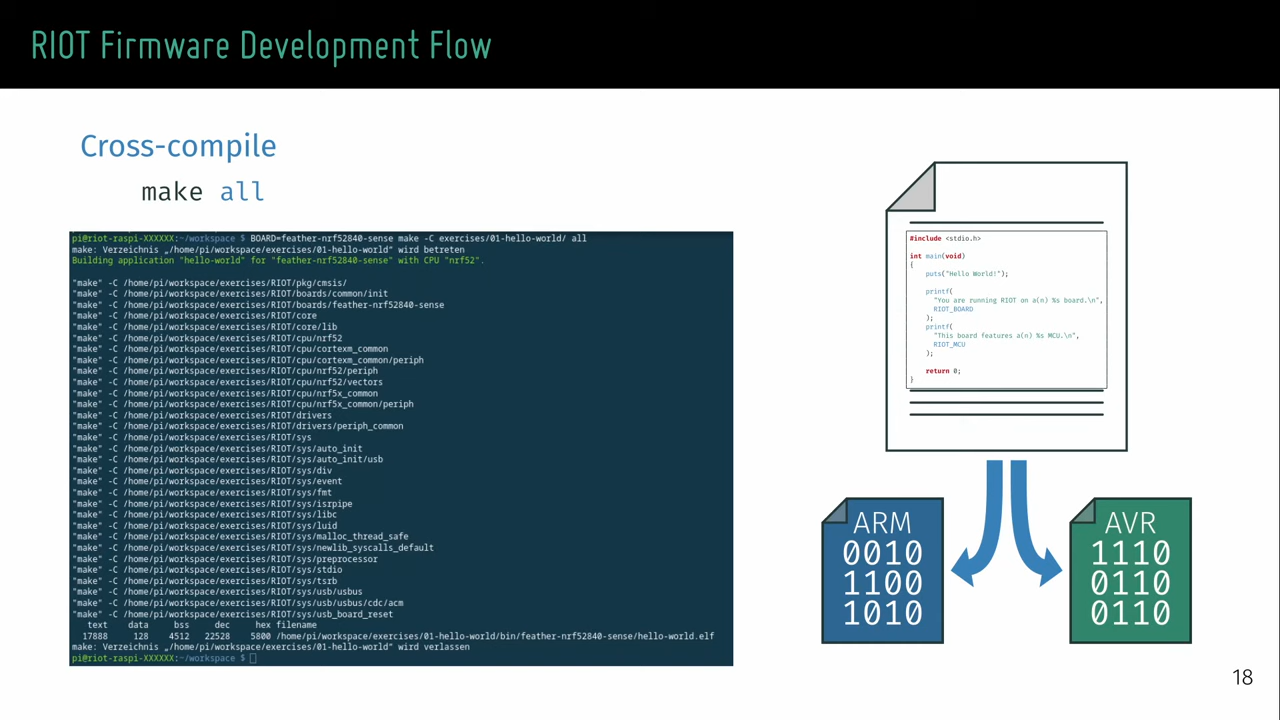 RIOT Firmware Development Flow
Cross-compile
make all
pi@riot-raspi-XXXXXX:~/workspace $ BOARD=feather-nrf52840-sense make -C exercises/01-hello-world/ all
make: Verzeichnis „/home/pi/workspace/exercises/01-hello-world" wird betreten
Building application "hello-world" for "feather-nrf52840-sense" with CPU "nrf52".
"make" -C /home/pi/workspace/exercises/RIOT/pkg/cmsis/
"make" -C /home/pi/workspace/exercises/RIOT/boards/common/init
"make" -C /home/pi/workspace/exercises/RIOT/boards/feather-nrf52840-sense
"make" -C /home/pi/workspace/exercises/RIOT/core
"make" -C /home/pi/workspace/exercises/RIOT/core/lib
"make" -C /home/pi/workspace/exercises/RIOT/cpu/nrf52
"make" -C /home/pi/workspace/exercises/RIOT/cpu/cortexm_common
"make" -C /home/pi/workspace/exercises/RIOT/cpu/cortexm_common/periph
"make" -C /home/pi/workspace/exercises/RIOT/cpu/nrf52/periph
"make" -C /home/pi/workspace/exercises/RIOT/cpu/nrf52/vectors
"make" -C /home/pi/workspace/exercises/RIOT/cpu/nrf5x_common
"make" -C /home/pi/workspace/exercises/RIOT/cpu/nrf5x_common/periph
"make" -C /home/pi/workspace/exercises/RIOT/drivers
"make" -C /home/pi/workspace/exercises/RIOT/drivers/periph_common
"make" -C /home/pi/workspace/exercises/RIOT/sys
"make" -C /home/pi/workspace/exercises/RIOT/sys/auto_init
"make" -C /home/pi/workspace/exercises/RIOT/sys/auto_init/usb
"make" -C /home/pi/workspace/exercises/RIOT/sys/div
"make" -C /home/pi/workspace/exercises/RIOT/sys/event
"make" -C /home/pi/workspace/exercises/RIOT/sys/fmt
"make" -C /home/pi/workspace/exercises/RIOT/sys/isrpipe
"make" -C /home/pi/workspace/exercises/RIOT/sys/libc
"make" -C /home/pi/workspace/exercises/RIOT/sys/luid
"make" -C /home/pi/workspace/exercises/RIOT/sys/malloc_thread_safe
"make" -C /home/pi/workspace/exercises/RIOT/sys/newlib_syscalls_default
"make" -C /home/pi/workspace/exercises/RIOT/sys/preprocessor
"make" -C /home/pi/workspace/exercises/RIOT/sys/stdio
"make" -C /home/pi/workspace/exercises/RIOT/sys/tsrb
"make" -C /home/pi/workspace/exercises/RIOT/sys/usb/usbus
"make" -C /home/pi/workspace/exercises/RIOT/sys/usb/usbus/cdc/acm
"make" -C /home/pi/workspace/exercises/RIOT/sys/usb_board_reset
text data bss dec hex filename
17888 128 4512 22528 5800 /home/pi/workspace/exercises/01-hello-world/bin/feather-nrf52840-sense/hello-world.elf
make: Verzeichnis „/home/pi/workspace/exercises/01-hello-world" wird verlassen
pi@riot-raspi-XXXXXX:~/workspace $
#include <stdio.h>
int main(void)
{
puts("Hello World!");
printf(
"You are running RIOT on a(n) %s board.\n",
RIOT_BOARD
);
printf(
"This board features a(n) %s MCU.\n",
RIOT_MCU
);
return 0;
}
ARM
0010
1100
1010
AVR
1110
0110
0110
18